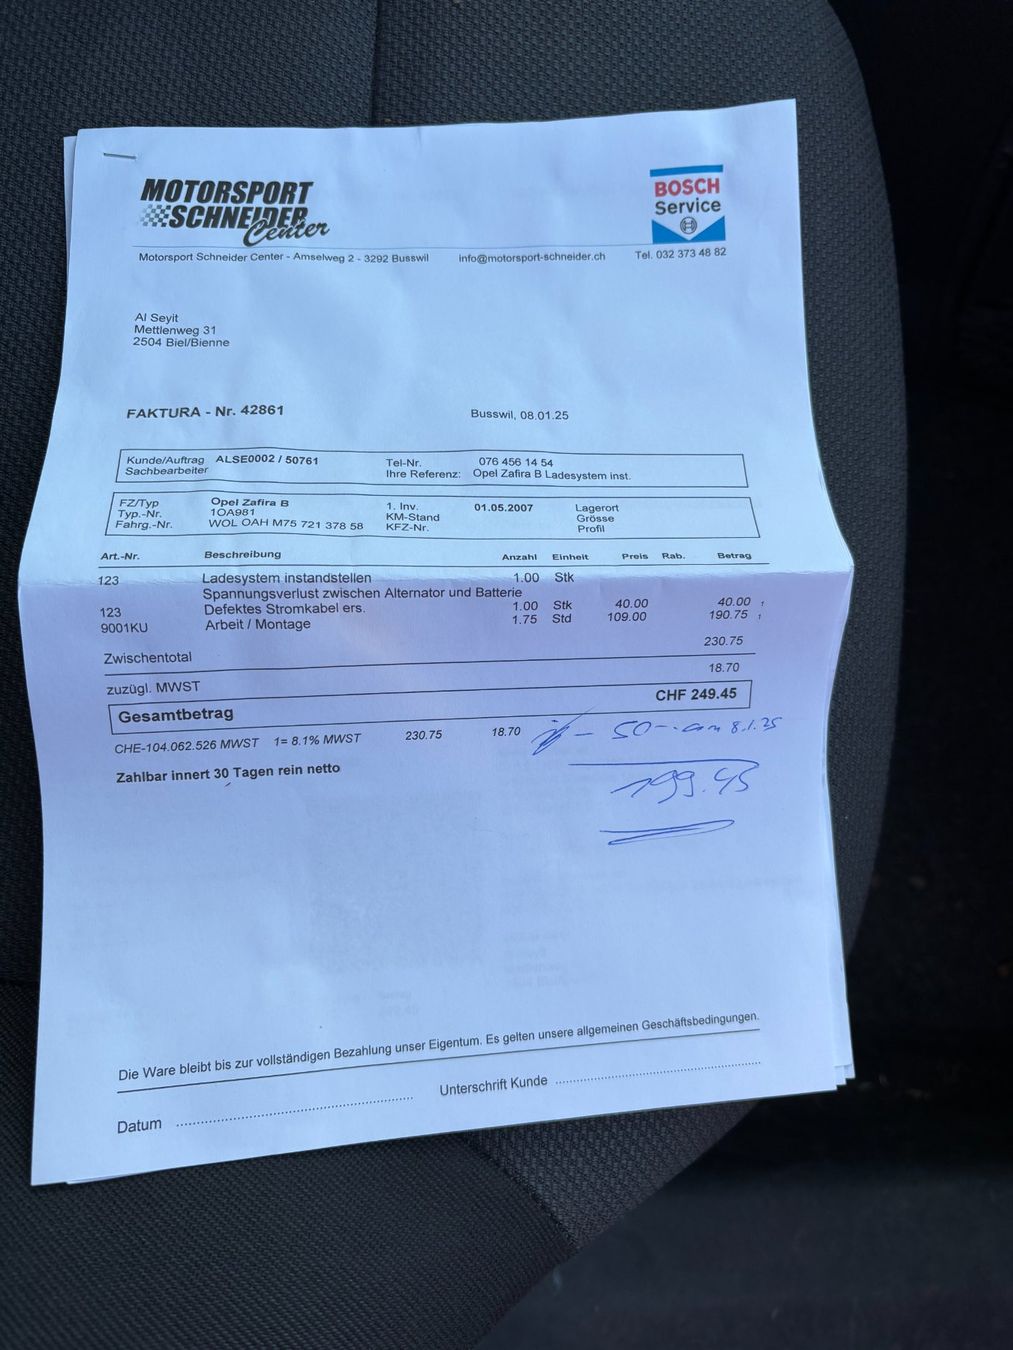 MOTORSPORT
SCHNEIDER
Center
BOSCH
Service
Motorsport Schneider Center - Amselweg 2 - 3292 Busswil info@motorsport-schneider.ch Tel. 032 373 48 82
Al Seyit
Mettlenweg 31
2504 Biel/Bienne
FAKTURA - Nr. 42861 Busswil, 08.01.25
Kunde/Auftrag ALSE0002 / 50761 Tel-Nr. 076 456 14 54
Sachbearbeiter Ihre Referenz: Opel Zafira B Ladesystem inst.
FZ/Typ Opel Zafira B 1. Inv. 01.05.2007 Lagerort
Typ.-Nr. 1OA981 KM-Stand Grösse
Fahrg.-Nr. WOL OAH M75 721 378 58 KFZ-Nr. Profil
Art.-Nr. Beschreibung Anzahl Einheit Preis Rab. Betrag
123 Ladesystem instandstellen 1.00 Stk
Spannungsverlust zwischen Alternator und Batterie
123 Defektes Stromkabel ers. 1.00 Stk 40.00 40.00 1
9001KU Arbeit / Montage 1.75 Std 109.00 190.75 1
Zwischentotal 230.75
zuzügl. MWST 18.70
Gesamtbetrag CHF 249.45
CHE-104.062.526 MWST 1= 8.1% MWST 230.75 18.70
- 50.- am 8.1.25
Zahlbar innert 30 Tagen rein netto
199.45
Die Ware bleibt bis zur vollständigen Bezahlung unser Eigentum. Es gelten unsere allgemeinen Geschäftsbedingungen.
Datum Unterschrift Kunde